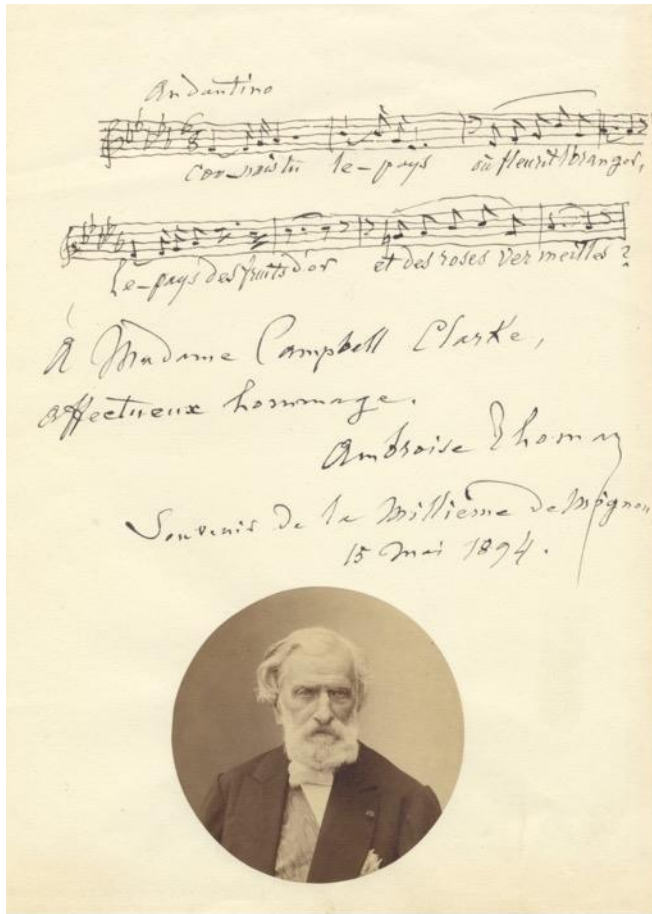 Andantino
Connais tu le-pays où fleurit l'oranger,
Le-pays des fruits d'or et des roses vermeilles?
À Madame Campbell Clarke,
affectueux hommage.
Ambroise Thomas
Souvenir de la Millième de Mignon
15 Mai 1894.